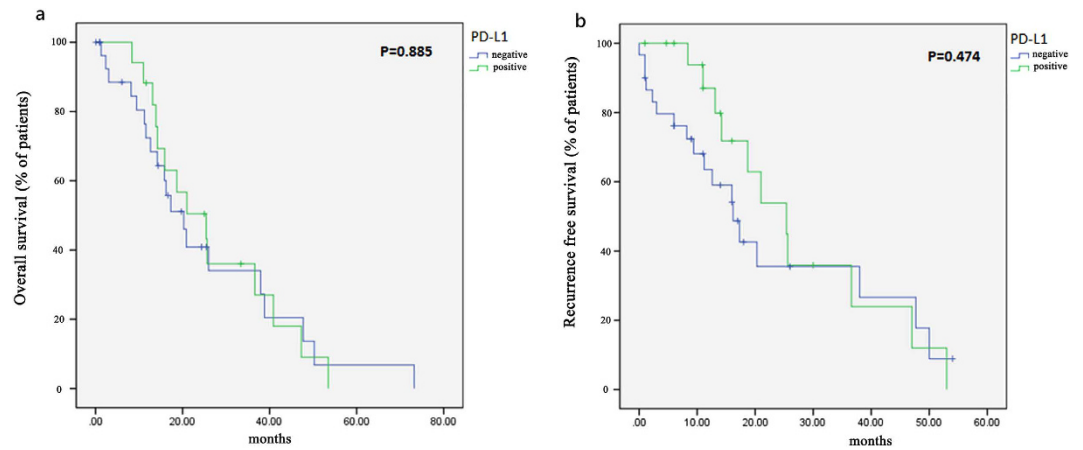 a
P=0.885
PD-L1
negative
positive
Overall survival (% of patients)
100
80
60
40
20
0
.00 20.00 40.00 60.00 80.00
months
b
P=0.474
PD-L1
negative
positive
Recurrence free survival (% of patients)
100
80
60
40
20
0
.00 10.00 20.00 30.00 40.00 50.00 60.00
months